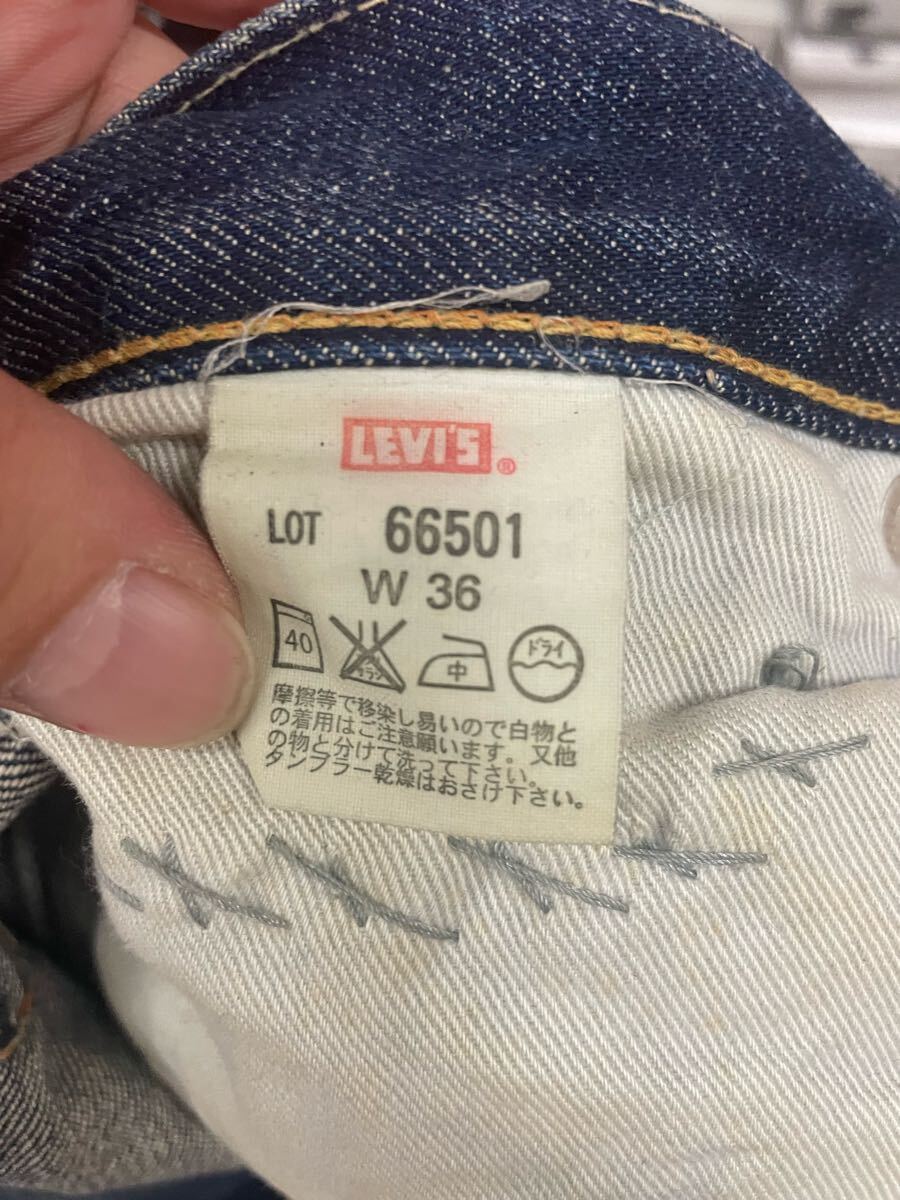 LEVI'S®
LOT 66501
W 36
40 中 ドライ
摩擦等で移染し易いので白物と
の着用はご注意願います。又他
の物と分けて洗って下さい。
タンブラー乾燥はおさけ下さい。